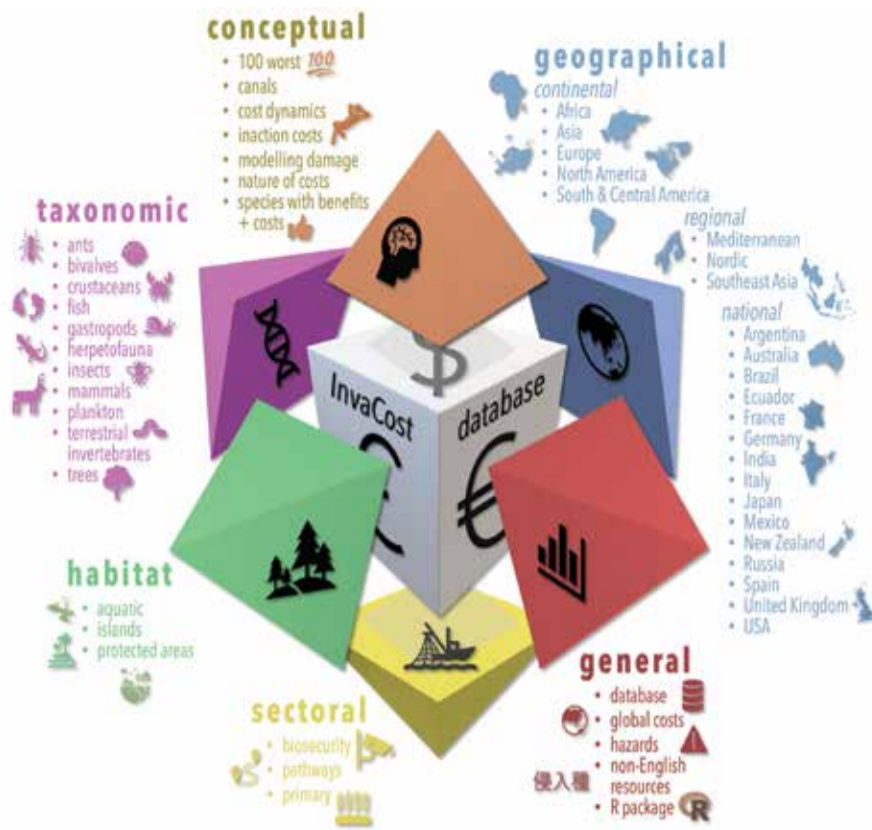 conceptual
100 worst 100
canals
cost dynamics
inaction costs
modelling damage
nature of costs
species with benefits
+ costs
geographical
continental
Africa
Asia
Europe
North America
South & Central America
regional
Mediterranean
Nordic
Southeast Asia
national
Argentina
Australia
Brazil
Ecuador
France
Germany
India
Italy
Japan
Mexico
New Zealand
Russia
Spain
United Kingdom
USA
taxonomic
ants
bivalves
crustaceans
fish
gastropods
herpetofauna
insects
mammals
plankton
terrestrial
invertebrates
trees
$
InvaCost
database
£
€
habitat
aquatic
islands
protected areas
sectoral
biosecurity
pathways
primary
general
database
global costs
hazards
non-English
resources
侵入種
R package R